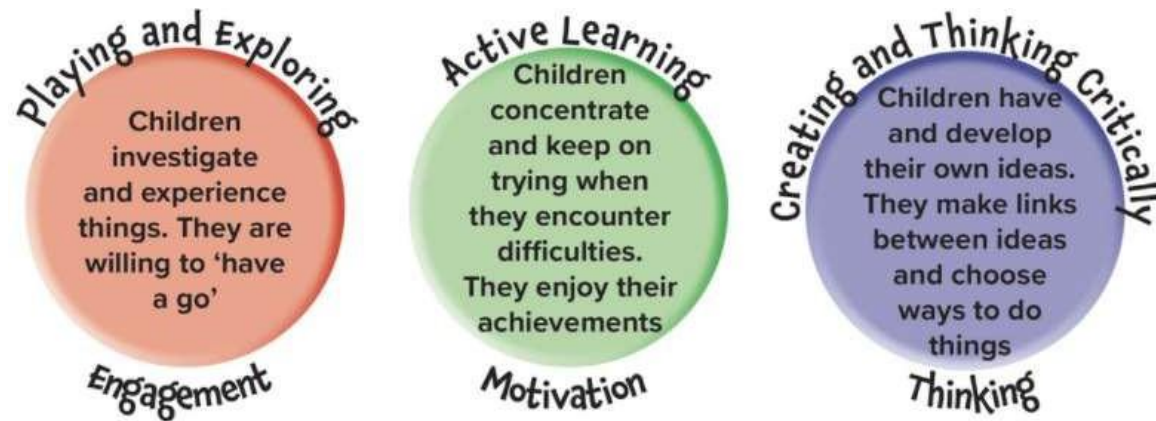 Playing and Exploring
Children
investigate
and experience
things. They are
willing to ‘have
a go’
Engagement
Active Learning
Children
concentrate
and keep on
trying when
they encounter
difficulties.
They enjoy their
achievements
Motivation
Creating and Thinking Critically
Children have
and develop
their own ideas.
They make links
between ideas
and choose
ways to do
things
Thinking